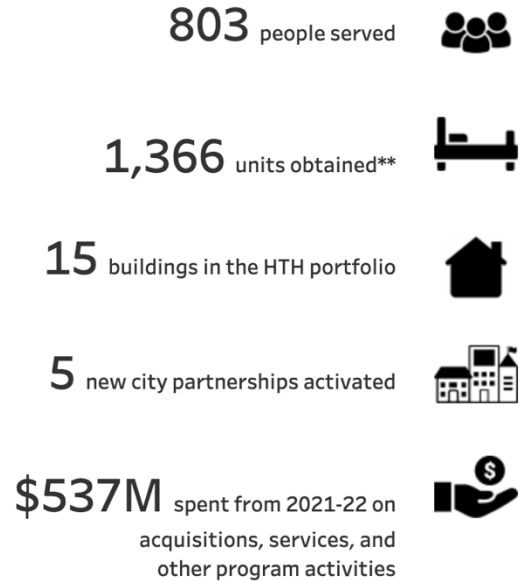 803 people served
1,366 units obtained**
15 buildings in the HTH portfolio
5 new city partnerships activated
$537M spent from 2021-22 on
acquisitions, services, and
other program activities
$